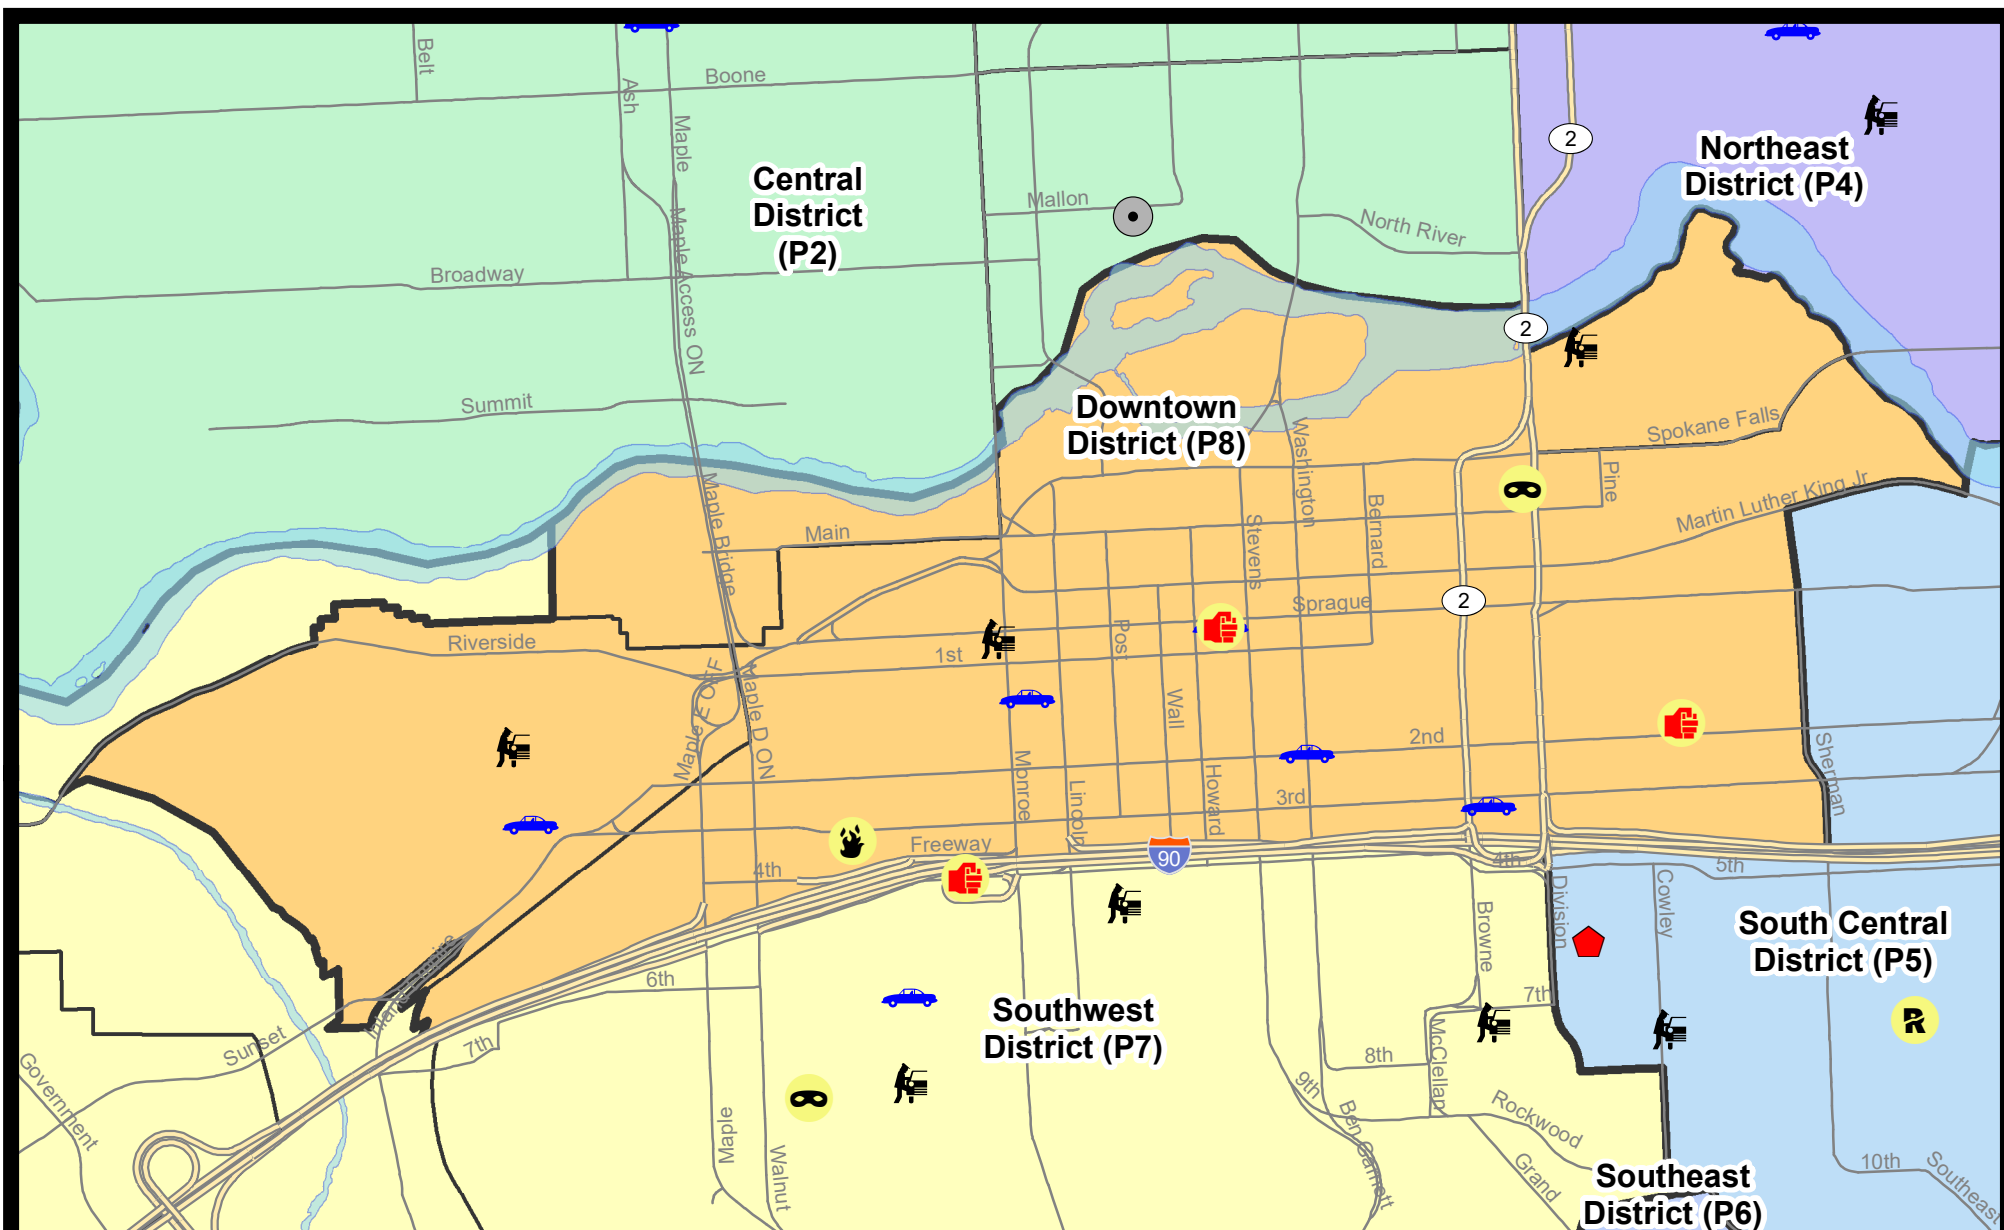 Belt
Ash
Boone
Maple
2
Northeast
District (P4)
Central
District
(P2)
Mallon
North River
Maple Access ON
Broadway
2
Summit
Downtown
District (P8)
Washington
Spokane Falls
Pine
Martin Luther King Jr
Bernard
Stevens
Main
Maple Bridge
Sprague
2
Riverside
1st
Post
Wall
Maple E OFF
Maple D ON
2nd
Monroe
Lincoln
Howard
3rd
Sherman
Freeway
90
4th
4th
5th
Division
Cowley
Browne
South Central
District (P5)
6th
7th
Southwest
District (P7)
Sunset
7th
8th
McClellan
9th
Government
Ben Garnett
Rockwood
Grand
Maple
Walnut
10th
Southeast
Southeast
District (P6)